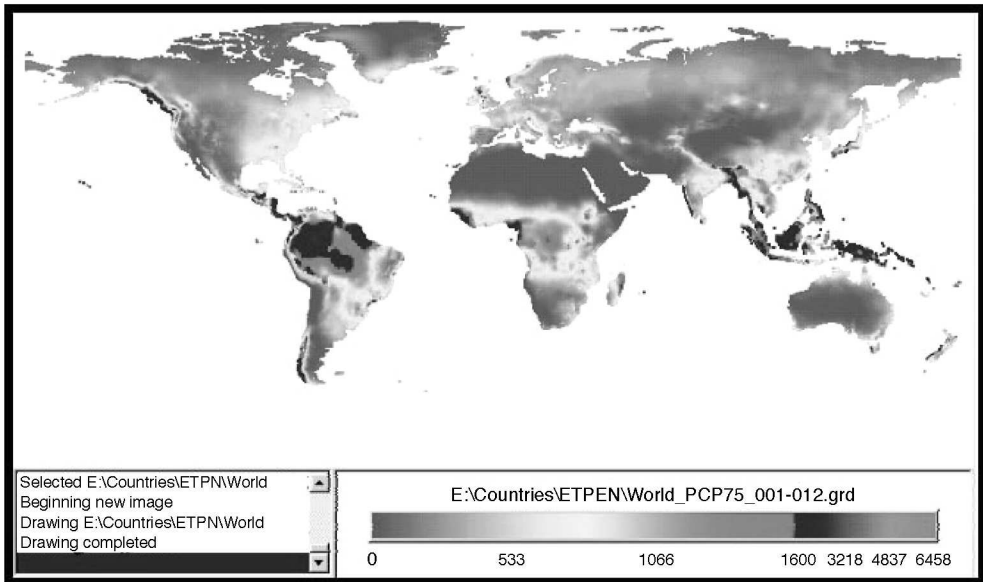 Selected E:\Countries\ETPN\World
Beginning new image
Drawing E:\Countries\ETPN\World
Drawing completed
E:\Countries\ETPEN\World_PCP75_001-012.grd
0 533 1066 1600 3218 4837 6458